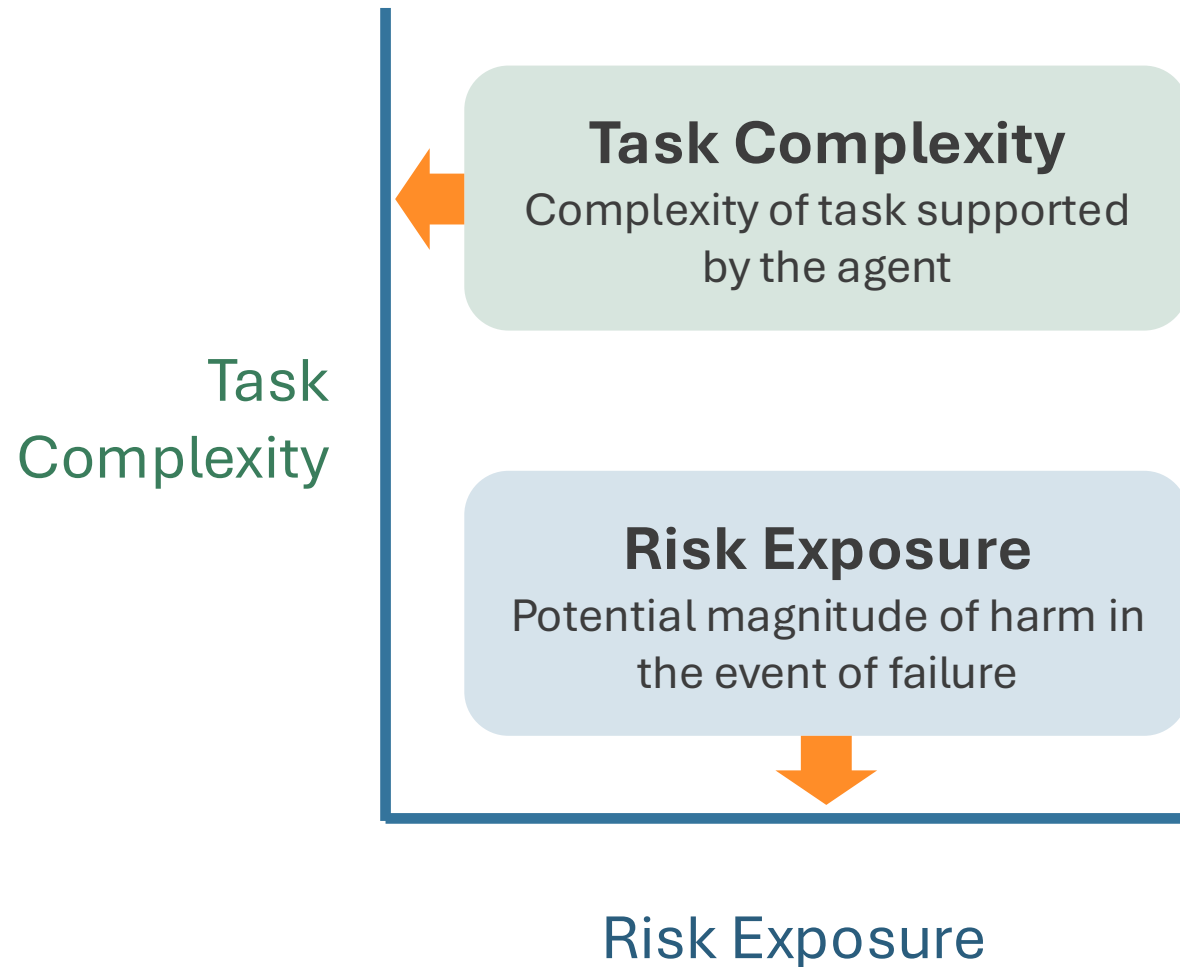 Task Complexity
Complexity of task supported
by the agent
Task
Complexity
Risk Exposure
Potential magnitude of harm in
the event of failure
Risk Exposure